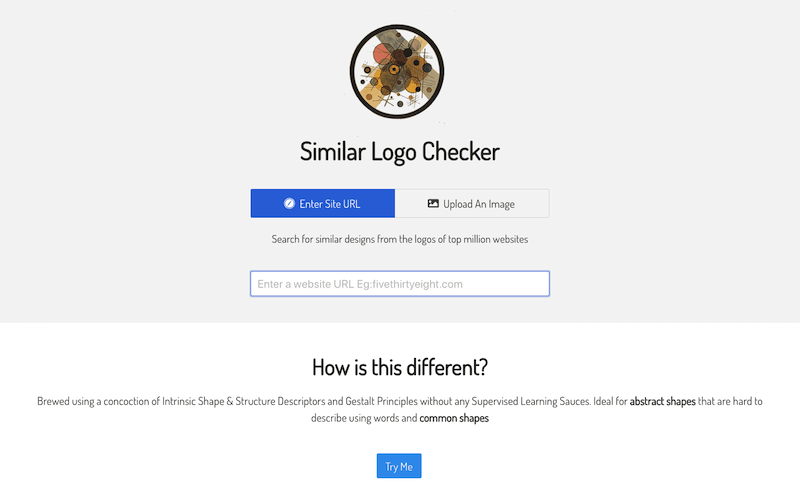 Similar Logo Checker
Enter Site URL
Upload An Image
Search for similar designs from the logos of top million websites
Enter a website URL Eg:fivethirtyeight.com
How is this different?
Brewed using a concoction of Intrinsic Shape & Structure Descriptors and Gestalt Principles without any Supervised Learning Sauces. Ideal for abstract shapes that are hard to
describe using words and common shapes
Try Me